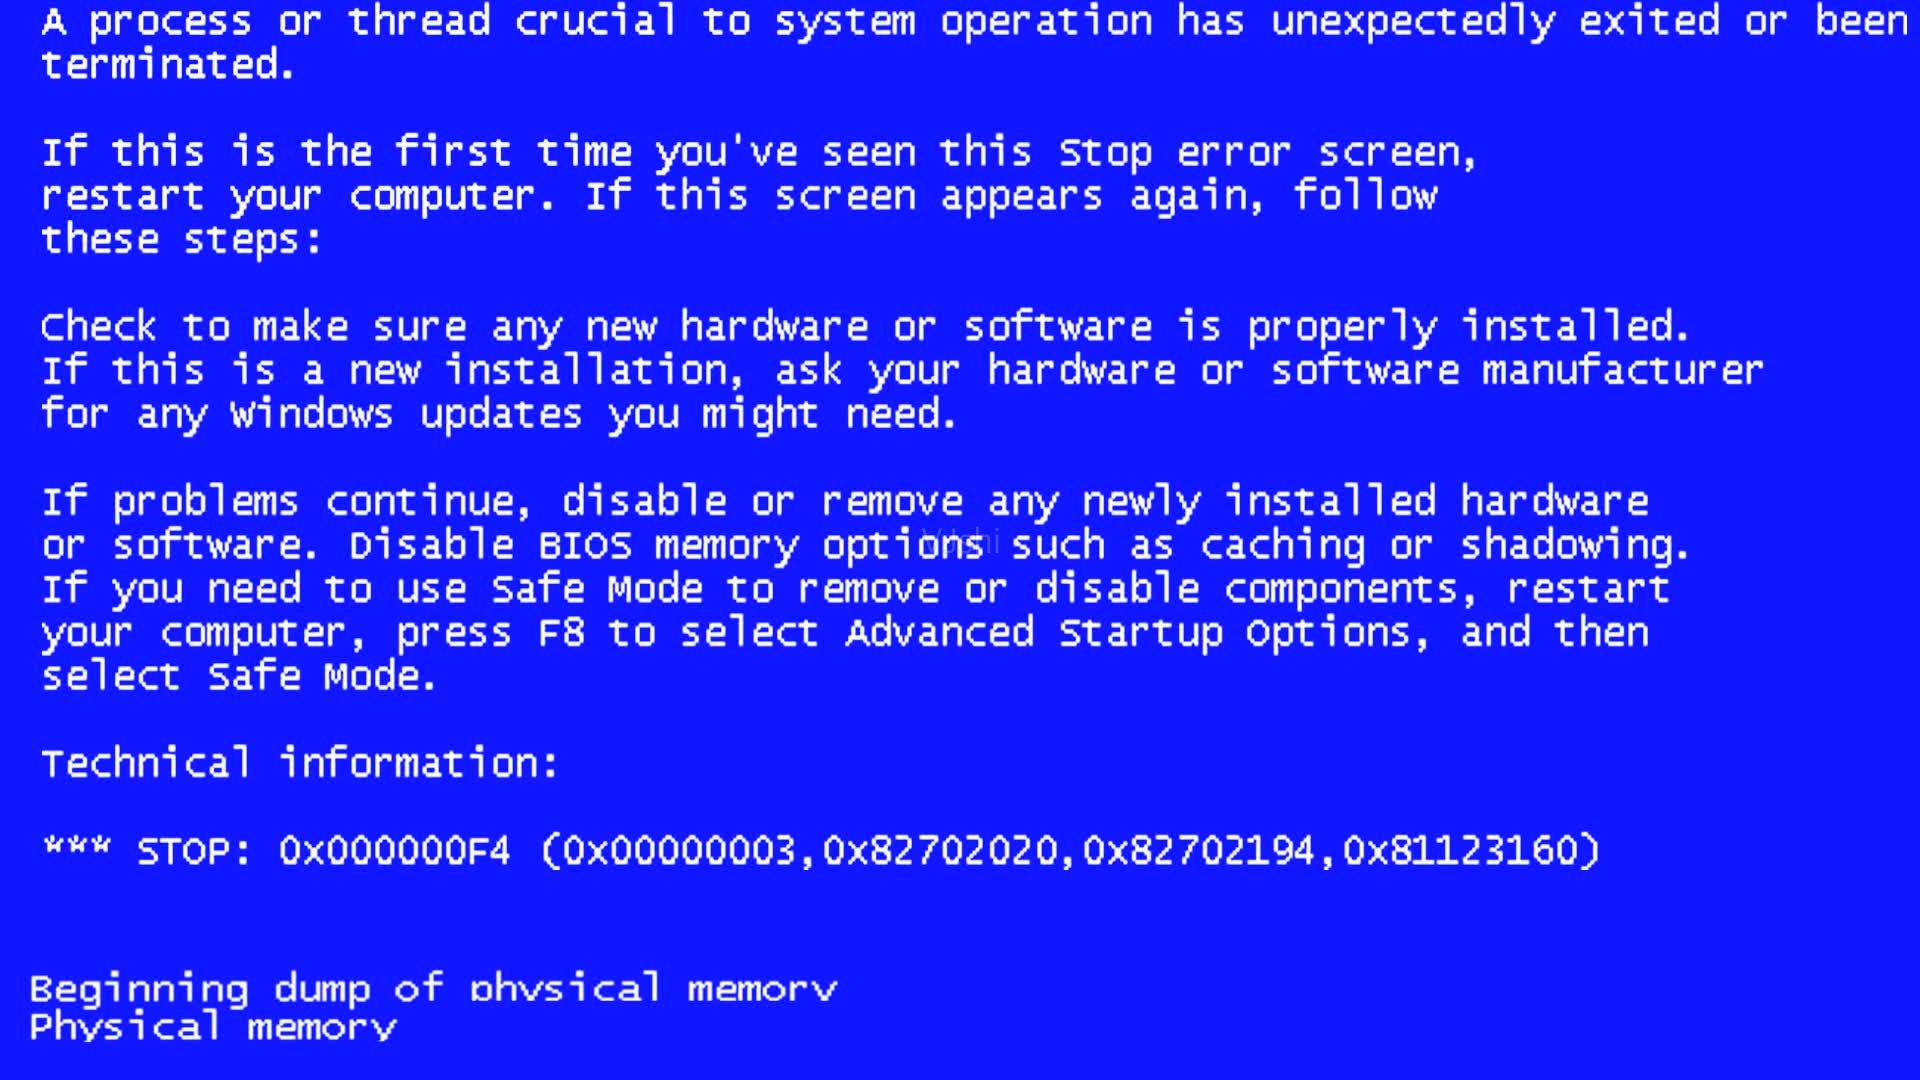 A process or thread crucial to system operation has unexpectedly exited or been
terminated.
If this is the first time you've seen this Stop error screen,
restart your computer. If this screen appears again, follow
these steps:
Check to make sure any new hardware or software is properly installed.
If this is a new installation, ask your hardware or software manufacturer
for any Windows updates you might need.
If problems continue, disable or remove any newly installed hardware
or software. Disable BIOS memory options such as caching or shadowing.
If you need to use Safe Mode to remove or disable components, restart
your computer, press F8 to select Advanced Startup Options, and then
select Safe Mode.
Technical information:
*** STOP: 0x000000F4 (0x00000003,0x82702020,0x82702194,0x81123160)
Beginning dump of physical memory
Physical memory